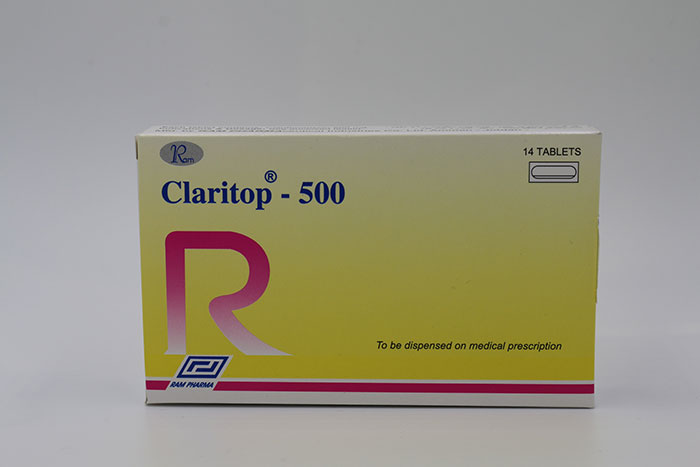 Ram
14 TABLETS
Claritop® - 500
R
To be dispensed on medical prescription
RAM PHARMA